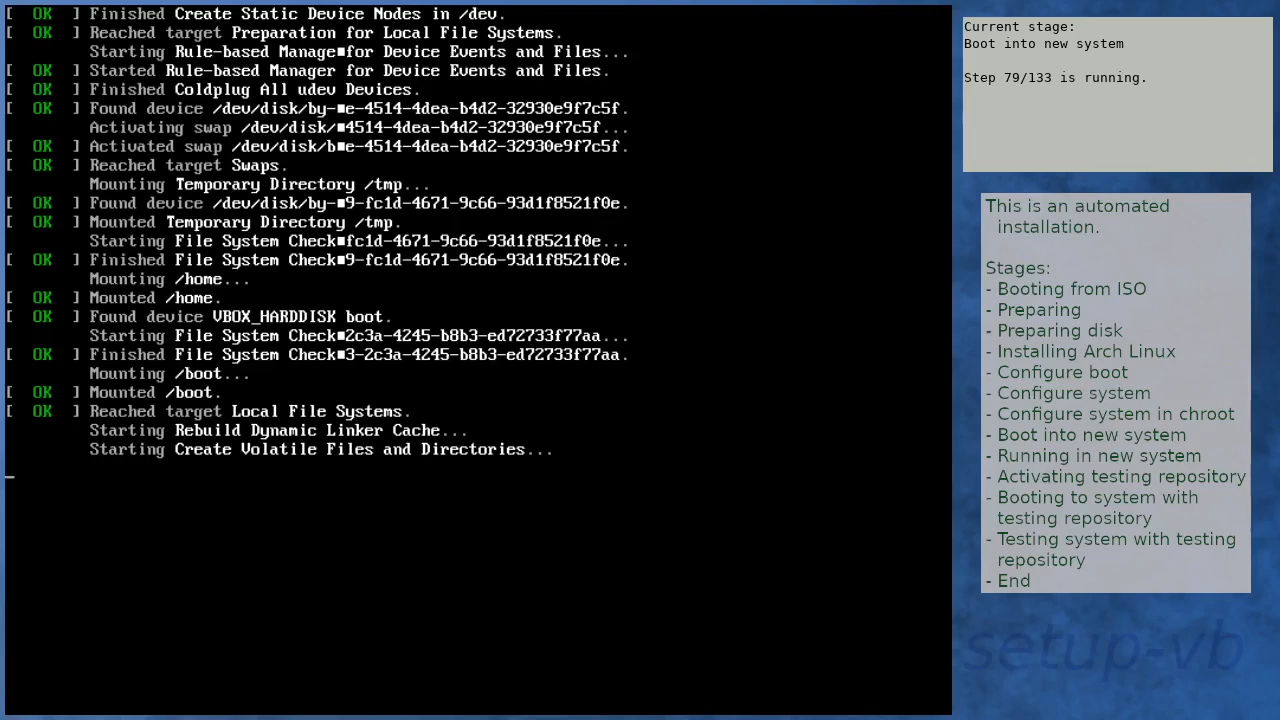 [  OK  ] Finished Create Static Device Nodes in /dev.
[  OK  ] Reached target Preparation for Local File Systems.
Starting Rule-based Manage■for Device Events and Files...
[  OK  ] Started Rule-based Manager for Device Events and Files.
[  OK  ] Finished Coldplug All udev Devices.
[  OK  ] Found device /dev/disk/by-■e-4514-4dea-b4d2-32930e9f7c5f.
Activating swap /dev/disk/■4514-4dea-b4d2-32930e9f7c5f...
[  OK  ] Activated swap /dev/disk/b■e-4514-4dea-b4d2-32930e9f7c5f.
[  OK  ] Reached target Swaps.
Mounting Temporary Directory /tmp...
[  OK  ] Found device /dev/disk/by-■9-fc1d-4671-9c66-93d1f8521f0e.
[  OK  ] Mounted Temporary Directory /tmp.
Starting File System Check■fc1d-4671-9c66-93d1f8521f0e...
[  OK  ] Finished File System Check■9-fc1d-4671-9c66-93d1f8521f0e.
Mounting /home...
[  OK  ] Mounted /home.
[  OK  ] Found device VBOX_HARDDISK boot.
Starting File System Check■2c3a-4245-b8b3-ed72733f77aa...
[  OK  ] Finished File System Check■3-2c3a-4245-b8b3-ed72733f77aa.
Mounting /boot...
[  OK  ] Mounted /boot.
[  OK  ] Reached target Local File Systems.
Starting Rebuild Dynamic Linker Cache...
Starting Create Volatile Files and Directories...
Current stage:
Boot into new system
Step 79/133 is running.
This is an automated
installation.
Stages:
- Booting from ISO
- Preparing
- Preparing disk
- Installing Arch Linux
- Configure boot
- Configure system
- Configure system in chroot
- Boot into new system
- Running in new system
- Activating testing repository
- Booting to system with
testing repository
- Testing system with testing
repository
- End
setup-vb